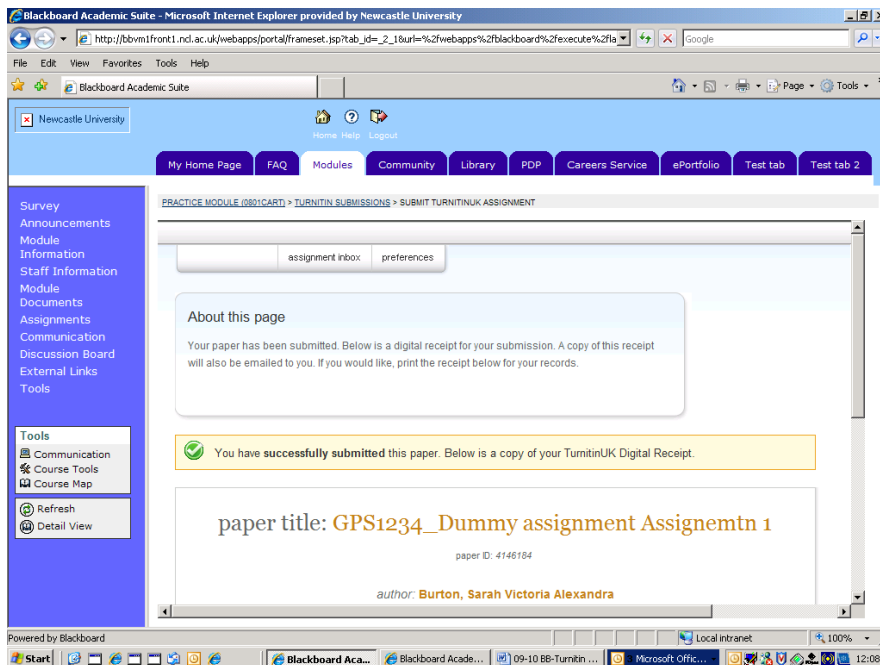 Blackboard Academic Suite - Microsoft Internet Explorer provided by Newcastle University
http://bbvm1front1.ncl.ac.uk/webapps/portal/frameset.jsp?tab_id=_2_1&url=%2fwebapps%2fblackboard%2fexecute%2fla
Google
File Edit View Favorites Tools Help
Blackboard Academic Suite
Page Tools
Newcastle University
Home Help Logout
My Home Page FAQ Modules Community Library PDP Careers Service ePortfolio Test tab Test tab 2
PRACTICE MODULE (0801CART) > TURNITIN SUBMISSIONS > SUBMIT TURNITINUK ASSIGNMENT
Survey
Announcements
Module
Information
Staff Information
Module
Documents
Assignments
Communication
Discussion Board
External Links
Tools
Tools
Communication
Course Tools
Course Map
Refresh
Detail View
assignment inbox preferences
About this page
Your paper has been submitted. Below is a digital receipt for your submission. A copy of this receipt
will also be emailed to you. If you would like, print the receipt below for your records.
You have successfully submitted this paper. Below is a copy of your TurnitinUK Digital Receipt.
paper title: GPS1234_Dummy assignment Assignemtn 1
paper ID: 4146184
author: Burton, Sarah Victoria Alexandra
Powered by Blackboard
Local intranet
100%
Start
Blackboard Aca...
Blackboard Acade...
09-10 BB-Turnitin ...
Microsoft Offic...
12:08